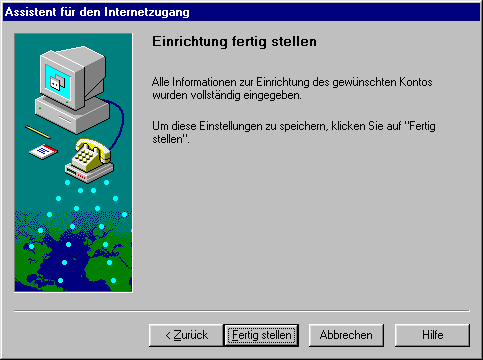 Assistent für den Internetzugang
Einrichtung fertig stellen
Alle Informationen zur Einrichtung des gewünschten Kontos
wurden vollständig eingegeben.
Um diese Einstellungen zu speichern, klicken Sie auf "Fertig
stellen".
< Zurück
Fertig stellen
Abbrechen
Hilfe